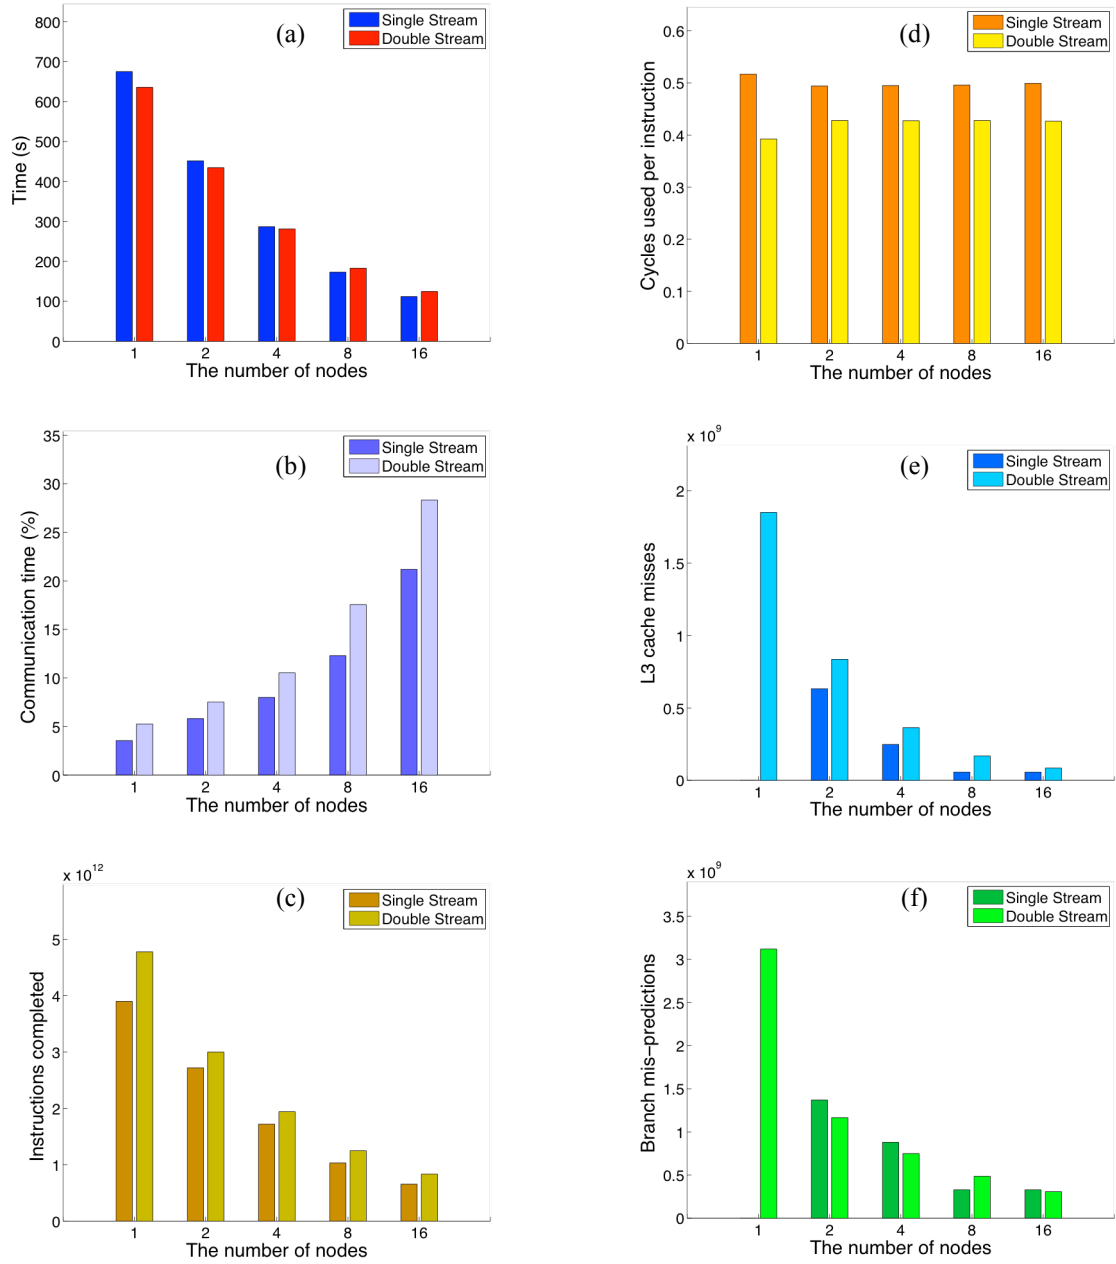 (a)
Single Stream
Double Stream
800
700
600
500
400
300
200
100
0
Time (s)
1 2 4 8 16
The number of nodes
(d)
Single Stream
Double Stream
0.6
0.5
0.4
0.3
0.2
0.1
0
Cycles used per instruction
1 2 4 8 16
The number of nodes
(b)
Single Stream
Double Stream
35
30
25
20
15
10
5
0
Communication time (%)
1 2 4 8 16
The number of nodes
x 10^9
(e)
Single Stream
Double Stream
2
1.5
1
0.5
0
L3 cache misses
1 2 4 8 16
The number of nodes
x 10^12
(c)
Single Stream
Double Stream
5
4
3
2
1
0
Instructions completed
1 2 4 8 16
The number of nodes
x 10^9
(f)
Single Stream
Double Stream
3.5
3
2.5
2
1.5
1
0.5
0
Branch mis−predictions
1 2 4 8 16
The number of nodes